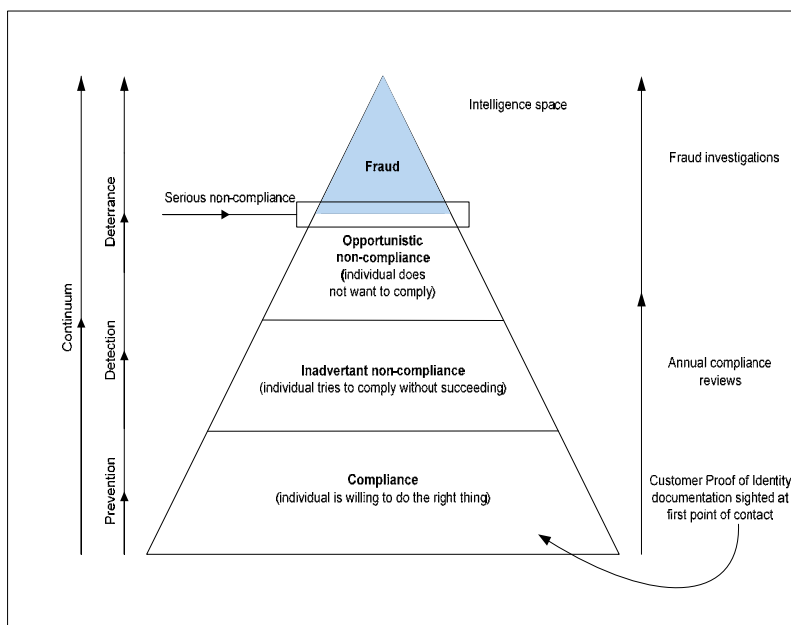 Intelligence space
Fraud
Fraud investigations
Serious non-compliance
Deterrance
Opportunistic
non-compliance
(individual does
not want to comply)
Continuum
Detection
Inadvertant non-compliance
(individual tries to comply without succeeding)
Annual compliance
reviews
Prevention
Compliance
(individual is willing to do the right thing)
Customer Proof of Identity
documentation sighted at
first point of contact